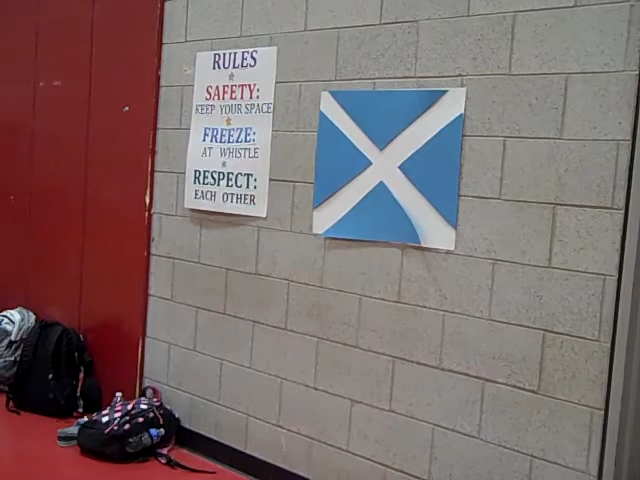 RULES
SAFETY:
KEEP YOUR SPACE
FREEZE:
AT WHISTLE
RESPECT:
EACH OTHER